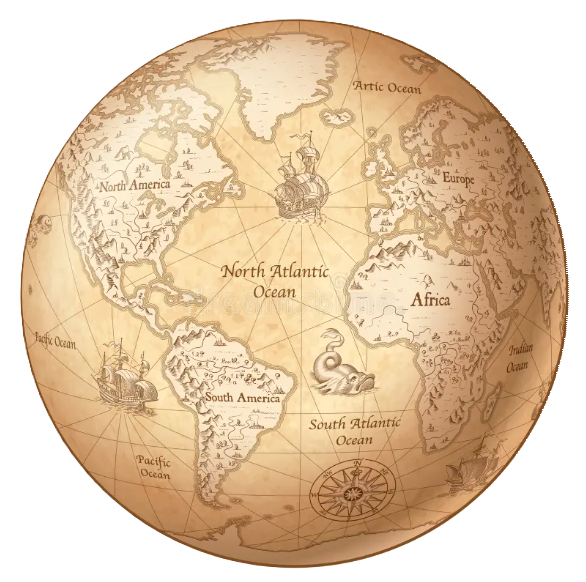 Artic Ocean
North America
Europe
North Atlantic
Ocean
Africa
Pacific Ocean
Indian
Ocean
South America
South Atlantic
Ocean
Pacific
Ocean
N